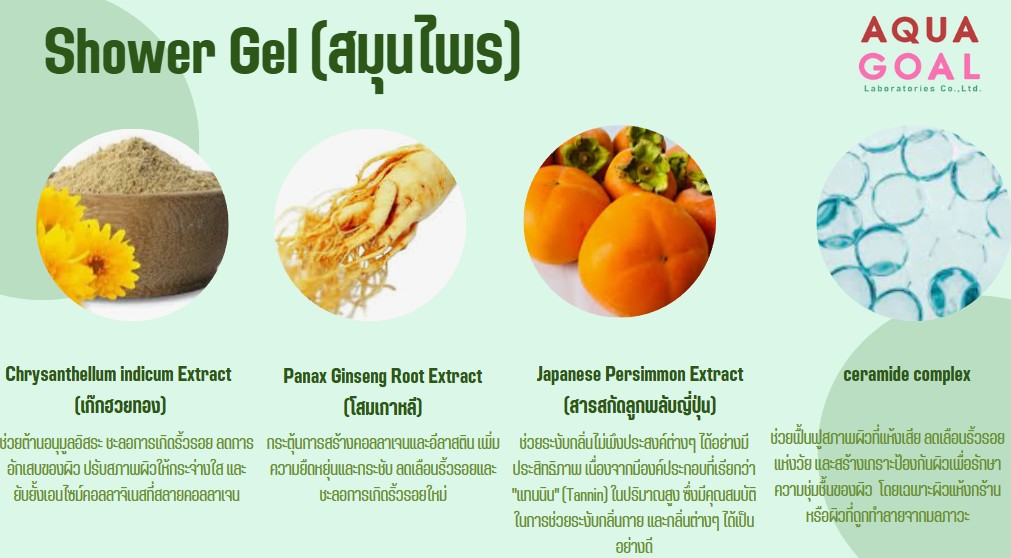 Shower Gel (สมุนไพร)
AQUA
GOAL
Laboratories Co.,Ltd.
Chrysanthellum indicum Extract
(เก๊กฮวยทอง)
ช่วยต้านอนุมูลอิสระ ชะลอการเกิดริ้วรอย ลดการ
อักเสบของผิว ปรับสภาพผิวให้กระจ่างใส และ
ยับยั้งเอนไซม์คอลลาจิเนสที่สลายคอลลาเจน
Panax Ginseng Root Extract
(โสมเกาหลี)
กระตุ้นการสร้างคอลลาเจนและอีลาสติน เพิ่ม
ความยืดหยุ่นและกระชับ ลดเลือนริ้วรอยและ
ชะลอการเกิดริ้วรอยใหม่
Japanese Persimmon Extract
(สารสกัดลูกพลับญี่ปุ่น)
ช่วยระงับกลิ่นไม่พึงประสงค์ต่างๆ ได้อย่างมี
ประสิทธิภาพ เนื่องจากมีองค์ประกอบที่เรียกว่า
"แทนนิน" (Tannin) ในปริมาณสูง ซึ่งมีคุณสมบัติ
ในการช่วยระงับกลิ่นกาย และกลิ่นต่างๆ ได้เป็น
อย่างดี
ceramide complex
ช่วยฟื้นฟูสภาพผิวที่แห้งเสีย ลดเลือนริ้วรอย
แห่งวัย และสร้างเกราะป้องกันผิวเพื่อรักษา
ความชุ่มชื้นของผิว โดยเฉพาะผิวแห้งกร้าน
หรือผิวที่ถูกทำลายจากมลภาวะ